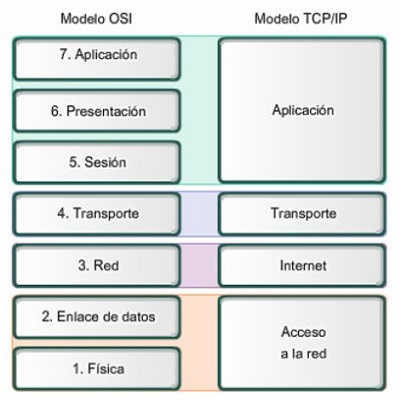 Modelo OSI
Modelo TCP/IP
7. Aplicación
6. Presentación
5. Sesión
Aplicación
4. Transporte
Transporte
3. Red
Internet
2. Enlace de datos
1. Física
Acceso
a la red